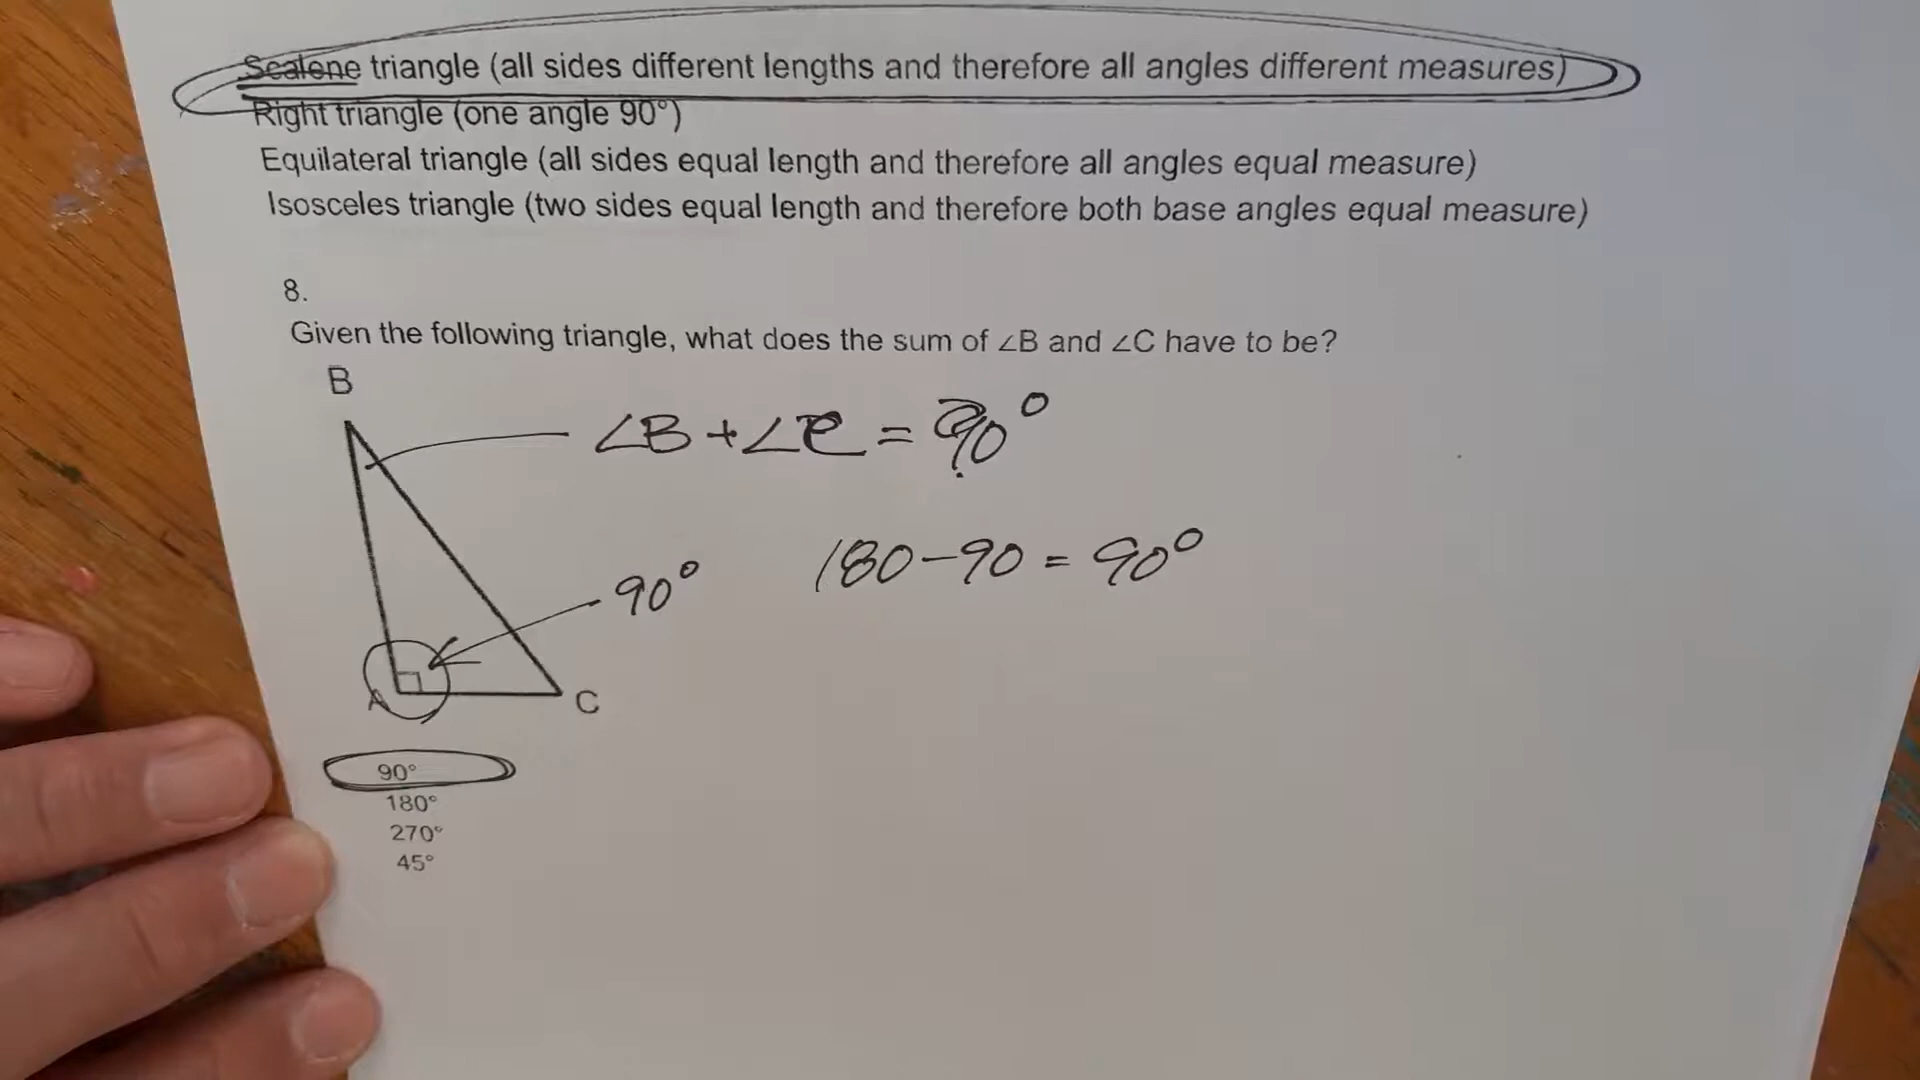 Scalene triangle (all sides different lengths and therefore all angles different measures)
Right triangle (one angle 90°)
Equilateral triangle (all sides equal length and therefore all angles equal measure)
Isosceles triangle (two sides equal length and therefore both base angles equal measure)
8.
Given the following triangle, what does the sum of ∠B and ∠C have to be?
B
∠B + ∠C = 90°
180 - 90 = 90°
90°
A
C
90°
180°
270°
45°